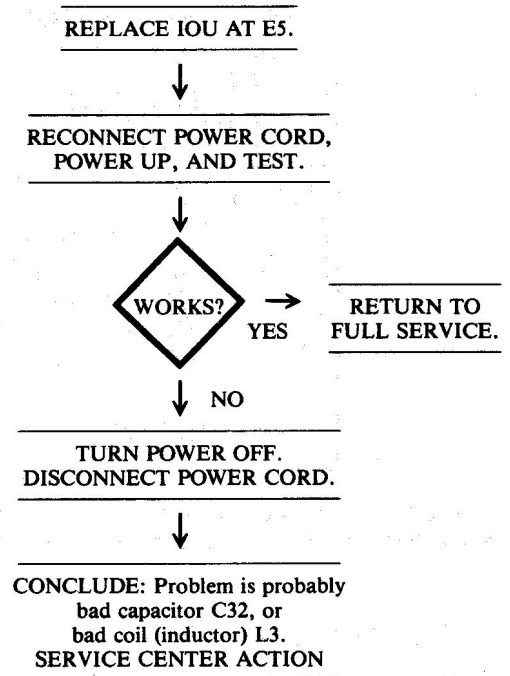 REPLACE IOU AT E5.
RECONNECT POWER CORD,
POWER UP, AND TEST.
WORKS?
YES
RETURN TO
FULL SERVICE.
NO
TURN POWER OFF.
DISCONNECT POWER CORD.
CONCLUDE: Problem is probably
bad capacitor C32, or
bad coil (inductor) L3.
SERVICE CENTER ACTION